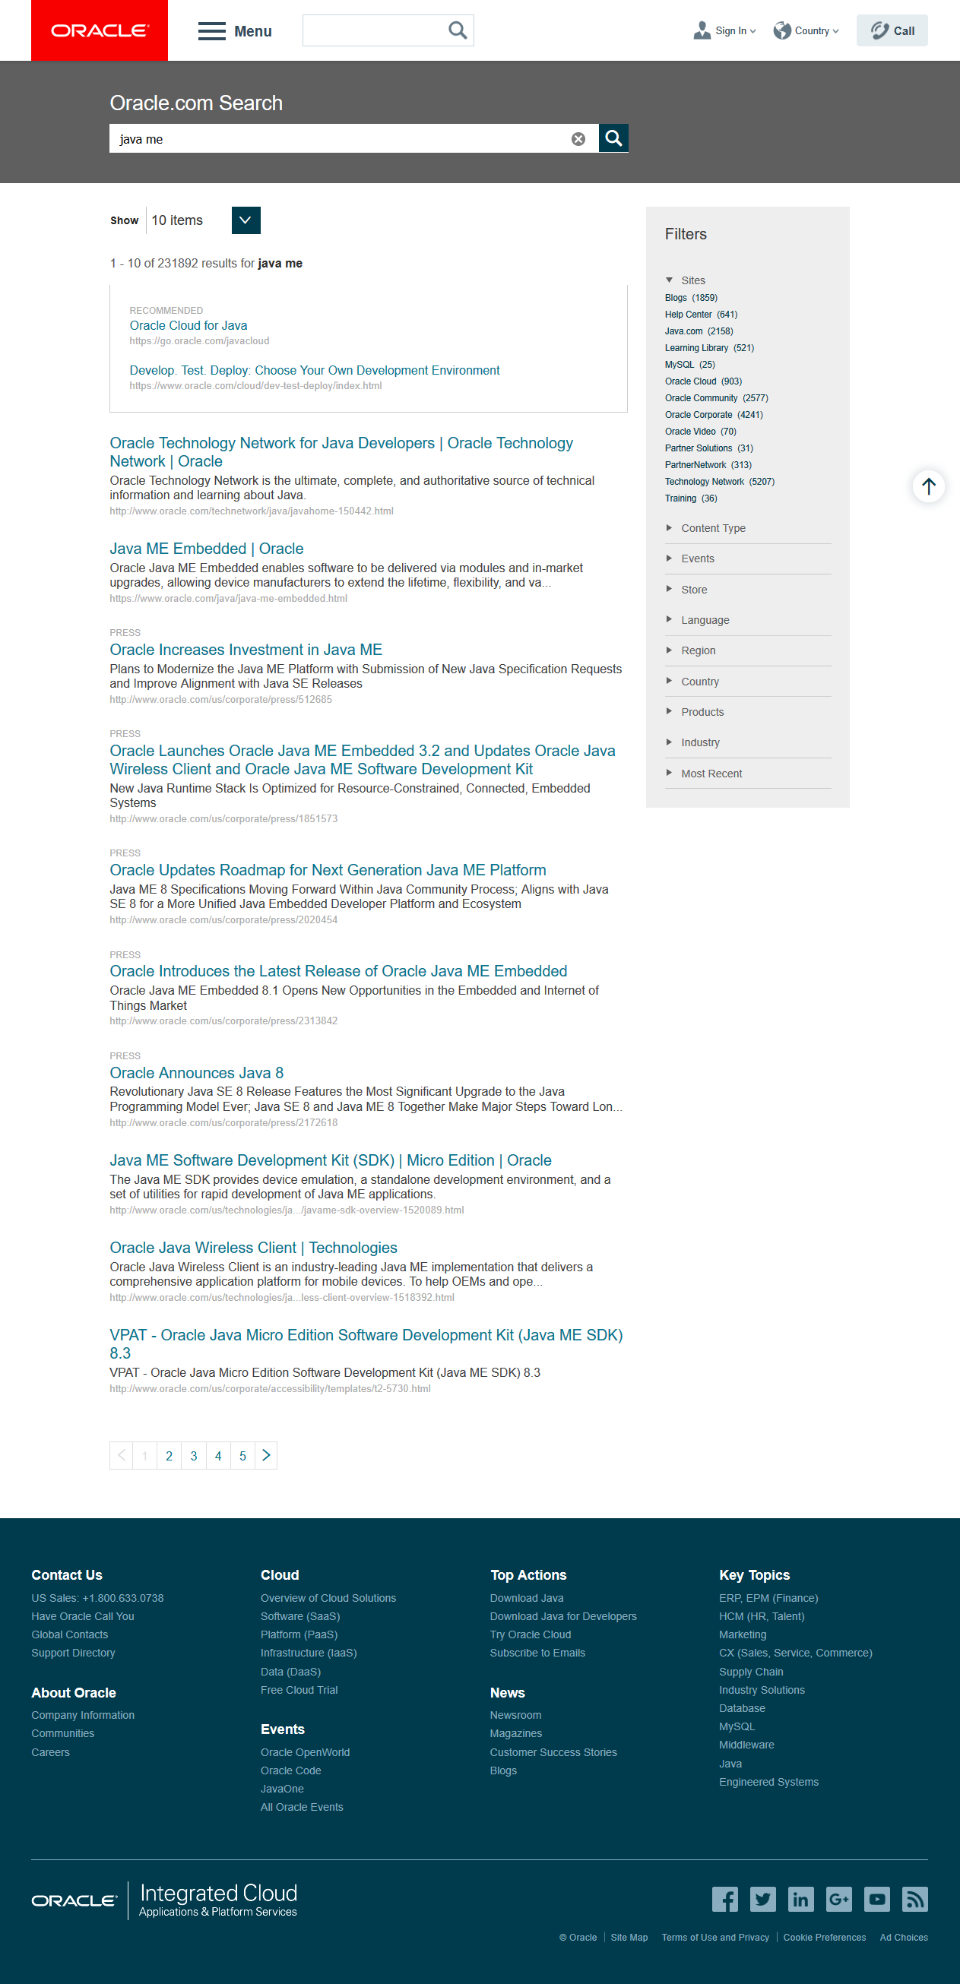 ORACLE
Menu
Sign In
Country
Call
Oracle.com Search
java me
Show 10 items
1 - 10 of 231892 results for java me
RECOMMENDED
Oracle Cloud for Java
https://go.oracle.com/javacloud
Develop. Test. Deploy: Choose Your Own Development Environment
https://www.oracle.com/cloud/dev-test-deploy/index.html
Oracle Technology Network for Java Developers | Oracle Technology
Network | Oracle
Oracle Technology Network is the ultimate, complete, and authoritative source of technical
information and learning about Java.
http://www.oracle.com/technetwork/java/javahome-150442.html
Java ME Embedded | Oracle
Oracle Java ME Embedded enables software to be delivered via modules and in-market
upgrades, allowing device manufacturers to extend the lifetime, flexibility, and va...
https://www.oracle.com/java/java-me-embedded.html
PRESS
Oracle Increases Investment in Java ME
Plans to Modernize the Java ME Platform with Submission of New Java Specification Requests
and Improve Alignment with Java SE Releases
http://www.oracle.com/us/corporate/press/512685
PRESS
Oracle Launches Oracle Java ME Embedded 3.2 and Updates Oracle Java
Wireless Client and Oracle Java ME Software Development Kit
New Java Runtime Stack Is Optimized for Resource-Constrained, Connected, Embedded
Systems
http://www.oracle.com/us/corporate/press/1851573
PRESS
Oracle Updates Roadmap for Next Generation Java ME Platform
Java ME 8 Specifications Moving Forward Within Java Community Process; Aligns with Java
SE 8 for a More Unified Java Embedded Developer Platform and Ecosystem
http://www.oracle.com/us/corporate/press/2020454
PRESS
Oracle Introduces the Latest Release of Oracle Java ME Embedded
Oracle Java ME Embedded 8.1 Opens New Opportunities in the Embedded and Internet of
Things Market
http://www.oracle.com/us/corporate/press/2313842
PRESS
Oracle Announces Java 8
Revolutionary Java SE 8 Release Features the Most Significant Upgrade to the Java
Programming Model Ever; Java SE 8 and Java ME 8 Together Make Major Steps Toward Lon...
http://www.oracle.com/us/corporate/press/2172618
Java ME Software Development Kit (SDK) | Micro Edition | Oracle
The Java ME SDK provides device emulation, a standalone development environment, and a
set of utilities for rapid development of Java ME applications.
http://www.oracle.com/us/technologies/ja.../javame-sdk-overview-1520089.html
Oracle Java Wireless Client | Technologies
Oracle Java Wireless Client is an industry-leading Java ME implementation that delivers a
comprehensive application platform for mobile devices. To help OEMs and ope...
http://www.oracle.com/us/technologies/ja...less-client-overview-1518392.html
VPAT - Oracle Java Micro Edition Software Development Kit (Java ME SDK)
8.3
VPAT - Oracle Java Micro Edition Software Development Kit (Java ME SDK) 8.3
http://www.oracle.com/us/corporate/accessibility/templates/t2-5730.html
1 2 3 4 5
Filters
Sites
Blogs (1859)
Help Center (641)
Java.com (2158)
Learning Library (521)
MySQL (25)
Oracle Cloud (903)
Oracle Community (2577)
Oracle Corporate (4241)
Oracle Video (70)
Partner Solutions (31)
PartnerNetwork (313)
Technology Network (5207)
Training (36)
Content Type
Events
Store
Language
Region
Country
Products
Industry
Most Recent
Contact Us
US Sales: +1.800.633.0738
Have Oracle Call You
Global Contacts
Support Directory
About Oracle
Company Information
Communities
Careers
Cloud
Overview of Cloud Solutions
Software (SaaS)
Platform (PaaS)
Infrastructure (IaaS)
Data (DaaS)
Free Cloud Trial
Events
Oracle OpenWorld
Oracle Code
JavaOne
All Oracle Events
Top Actions
Download Java
Download Java for Developers
Try Oracle Cloud
Subscribe to Emails
News
Newsroom
Magazines
Customer Success Stories
Blogs
Key Topics
ERP, EPM (Finance)
HCM (HR, Talent)
Marketing
CX (Sales, Service, Commerce)
Supply Chain
Industry Solutions
Database
MySQL
Middleware
Java
Engineered Systems
ORACLE
Integrated Cloud
Applications & Platform Services
© Oracle | Site Map Terms of Use and Privacy | Cookie Preferences Ad Choices